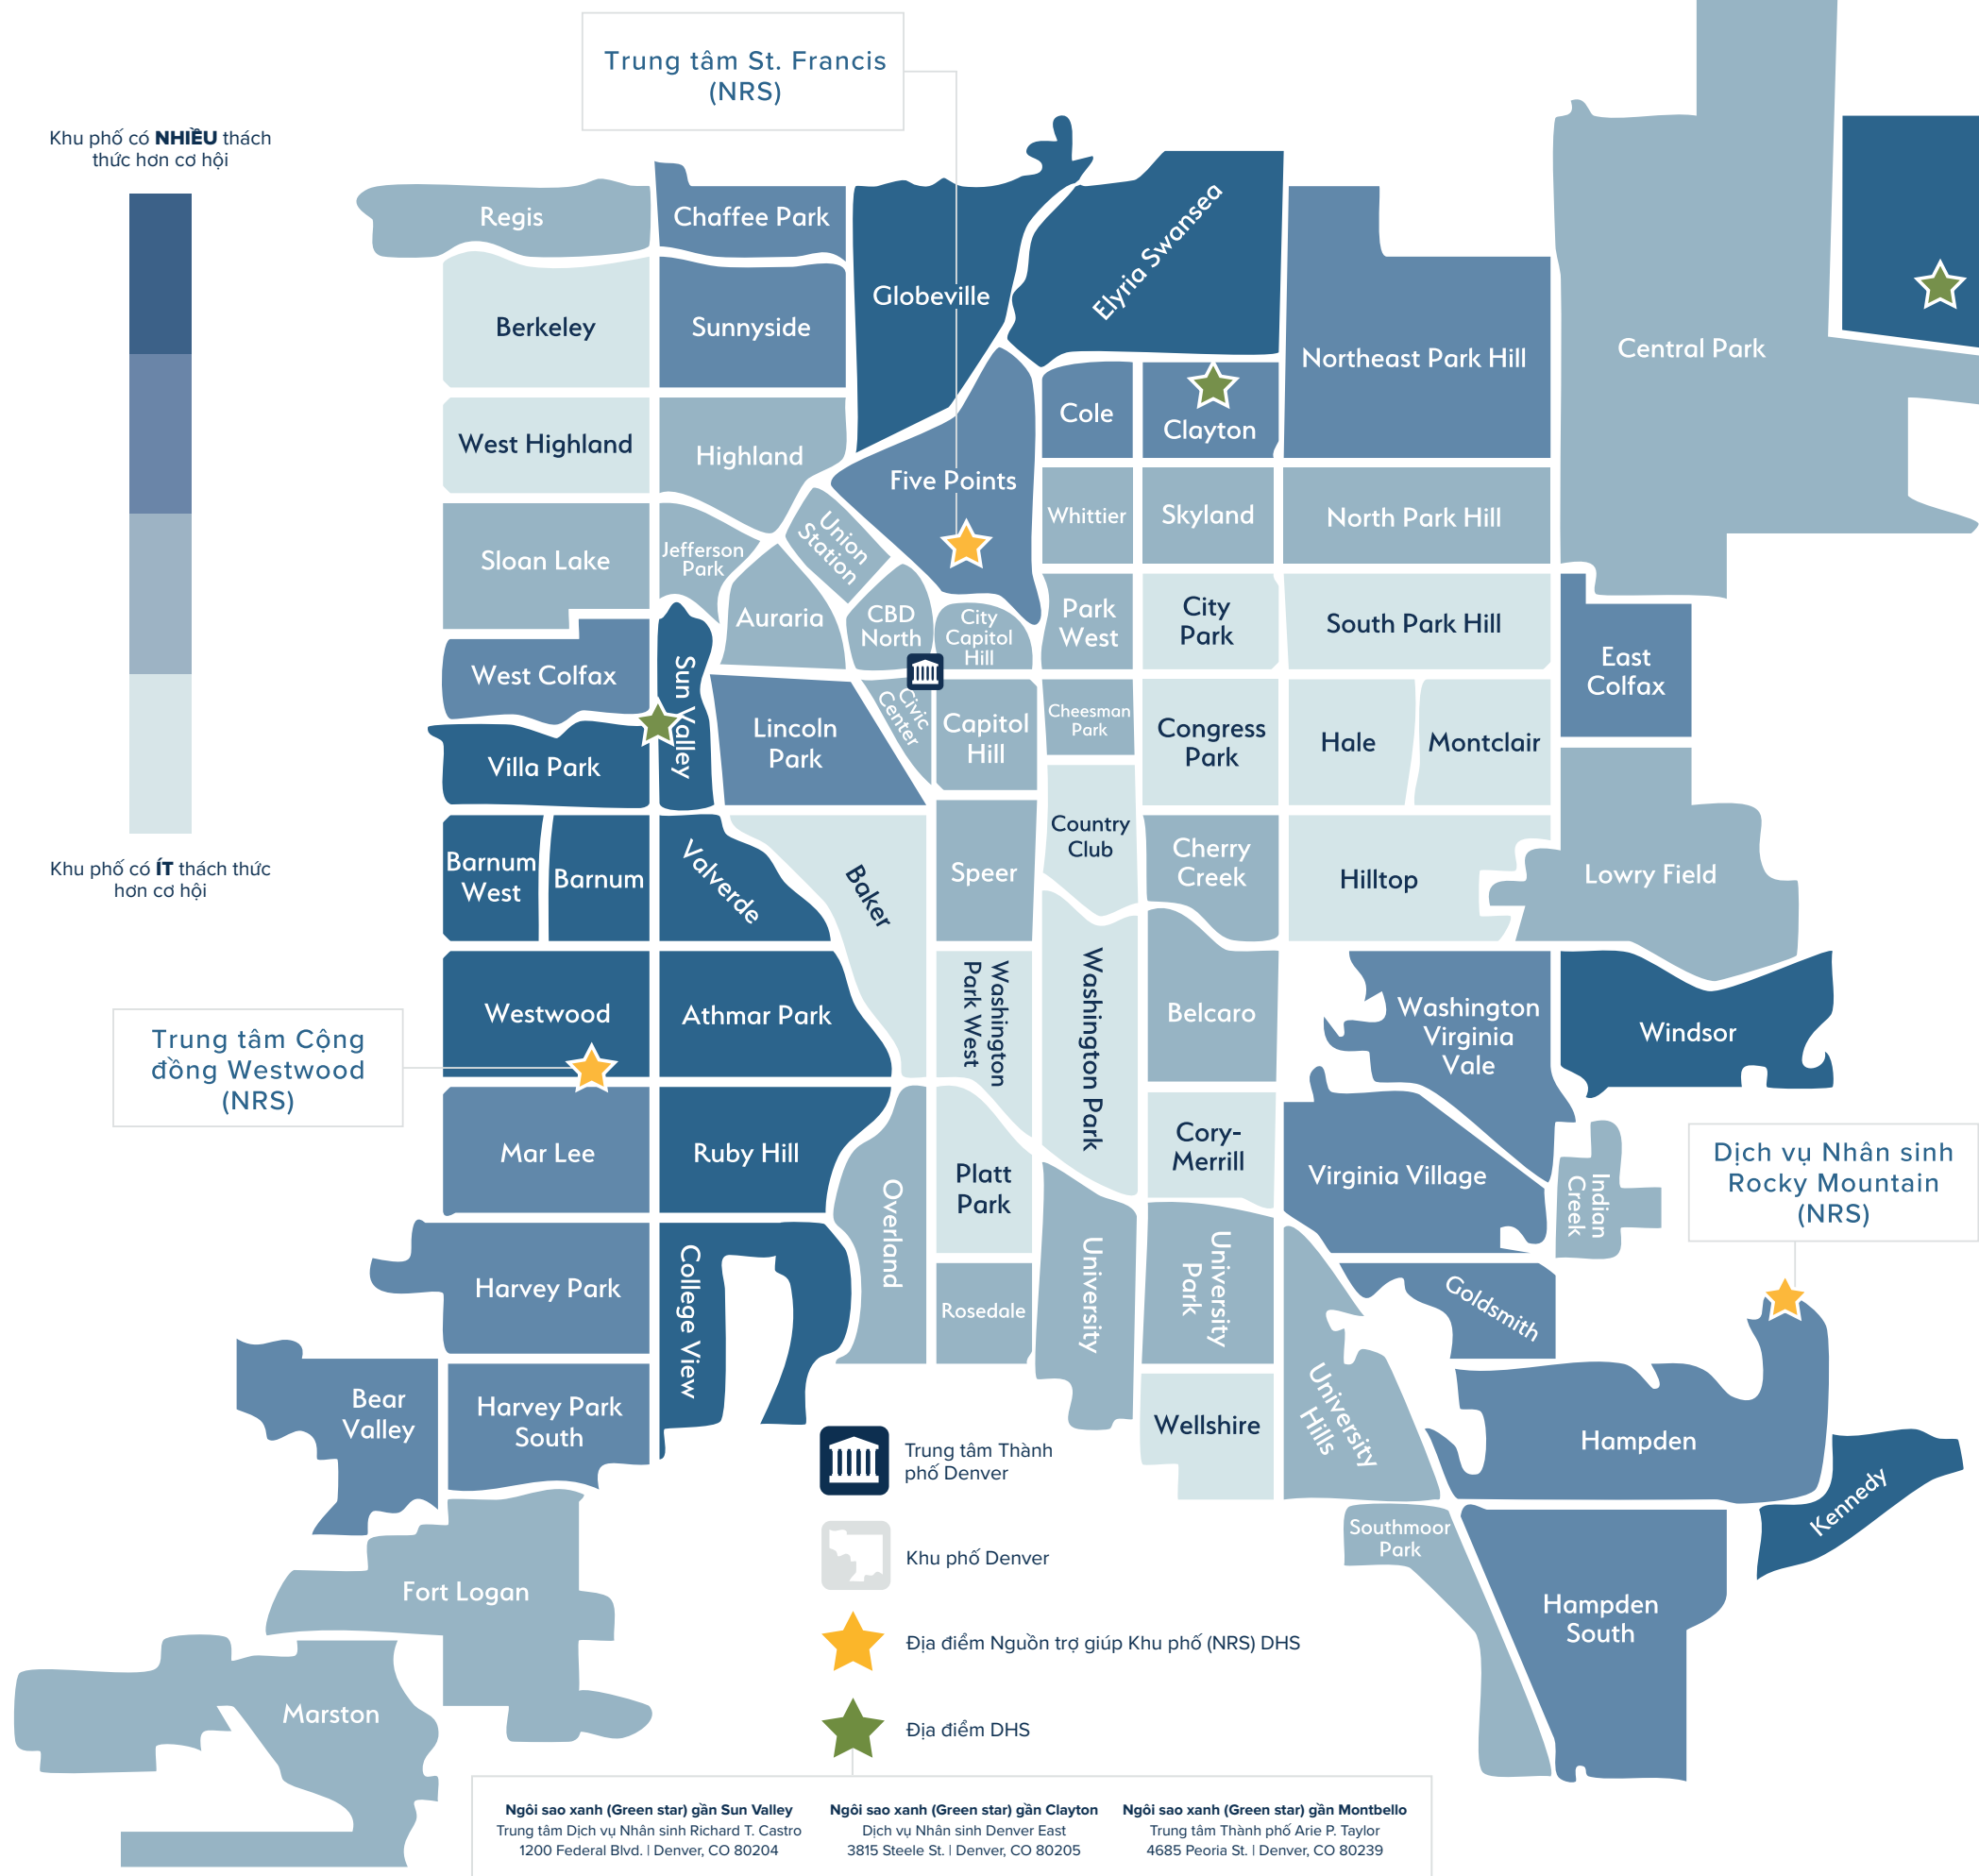 Trung tâm St. Francis
(NRS)
Khu phố có NHIỀU thách
thức hơn cơ hội
Regis
Chaffee Park
Globeville
Elyria Swansea
Berkeley
Sunnyside
Northeast Park Hill
Central Park
Cole
Clayton
West Highland
Highland
Five Points
Whittier
Skyland
North Park Hill
Union
Station
Sloan Lake
Jefferson
Park
Auraria
CBD
North
City
Capitol
Hill
Park
West
City
Park
South Park Hill
East
Colfax
West Colfax
Sun Valley
Lincoln
Park
Civic
Center
Capitol
Hill
Cheesman
Park
Congress
Park
Hale
Montclair
Villa Park
Khu phố có ÍT thách thức
hơn cơ hội
Barnum
West
Barnum
Valverde
Baker
Speer
Country
Club
Cherry
Creek
Hilltop
Lowry Field
Westwood
Athmar Park
Washington
Park West
Washington Park
Belcaro
Washington
Virginia
Vale
Windsor
Trung tâm Cộng
đồng Westwood
(NRS)
Mar Lee
Ruby Hill
Overland
Platt
Park
Cory-
Merrill
Virginia Village
Indian
Creek
Dịch vụ Nhân sinh
Rocky Mountain
(NRS)
Harvey Park
College View
Rosedale
University
University
Park
Goldsmith
Bear
Valley
Harvey Park
South
Wellshire
University
Hills
Hampden
Kennedy
Trung tâm Thành
phố Denver
Southmoor
Park
Khu phố Denver
Fort Logan
Hampden
South
Địa điểm Nguồn trợ giúp Khu phố (NRS) DHS
Marston
Địa điểm DHS
Ngôi sao xanh (Green star) gần Sun Valley
Trung tâm Dịch vụ Nhân sinh Richard T. Castro
1200 Federal Blvd. | Denver, CO 80204
Ngôi sao xanh (Green star) gần Clayton
Dịch vụ Nhân sinh Denver East
3815 Steele St. | Denver, CO 80205
Ngôi sao xanh (Green star) gần Montbello
Trung tâm Thành phố Arie P. Taylor
4685 Peoria St. | Denver, CO 80239